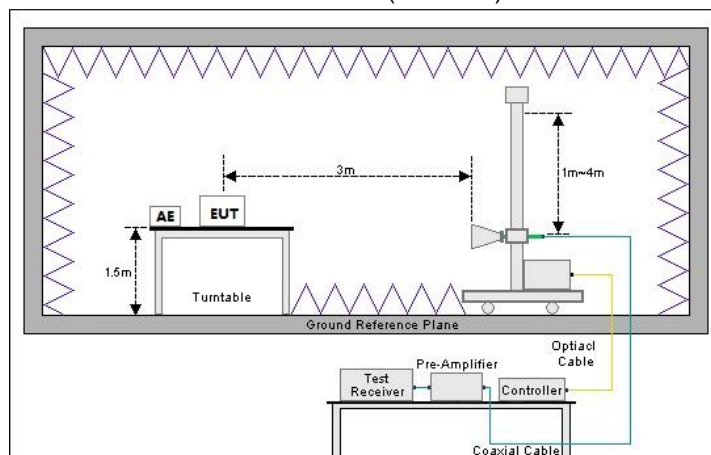 3m
1m~4m
AE
EUT
1.5m
Turntable
Ground Reference Plane
Optiacl
Cable
Pre-Amplifier
Test
Receiver
Controller
Coaxial Cable